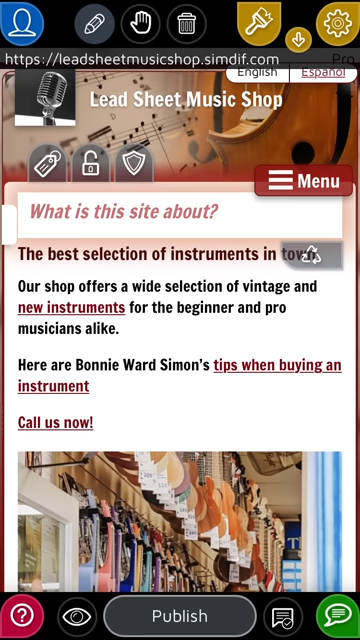 https://leadsheetmusicshop.simdif.com
Pro
English
Español
Lead Sheet Music Shop
Menu
What is this site about?
The best selection of instruments in town
Our shop offers a wide selection of vintage and
new instruments for the beginner and pro
musicians alike.
Here are Bonnie Ward Simon's tips when buying an
instrument
Call us now!
Publish